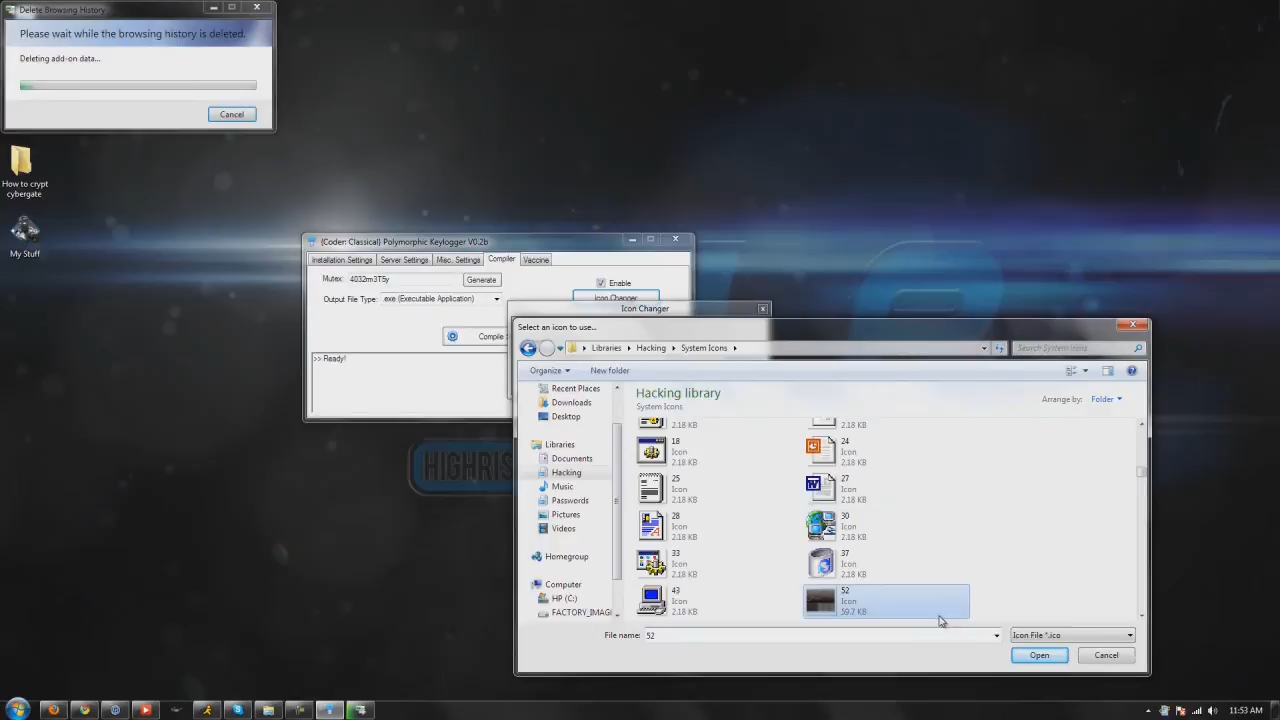 Delete Browsing History
Please wait while the browsing history is deleted.
Deleting add-on data...
Cancel
How to crypt
cybergate
My Stuff
{Coder: Classical} Polymorphic Keylogger V0.2b
Installation Settings Server Settings Misc. Settings Compiler Vaccine
Mutex: 4032m3T5y Generate
Enable
Output File Type: .exe (Executable Application)
Icon Changer
Compile
>> Ready!
Icon Changer
Select an icon to use...
Libraries Hacking System Icons
Search System Icons
Organize New folder
Recent Places
Downloads
Desktop
Libraries
Documents
Hacking
Music
Passwords
Pictures
Videos
Homegroup
Computer
HP (C:)
FACTORY_IMAG
Hacking library
System Icons
Arrange by: Folder
2.18 KB 2.18 KB
18 24
Icon Icon
2.18 KB 2.18 KB
25 27
Icon Icon
2.18 KB 2.18 KB
28 30
Icon Icon
2.18 KB 2.18 KB
33 37
Icon Icon
2.18 KB 2.18 KB
43 52
Icon Icon
2.18 KB 59.7 KB
File name: 52 Icon File *.ico
Open Cancel
HIGHRIS
11:53 AM